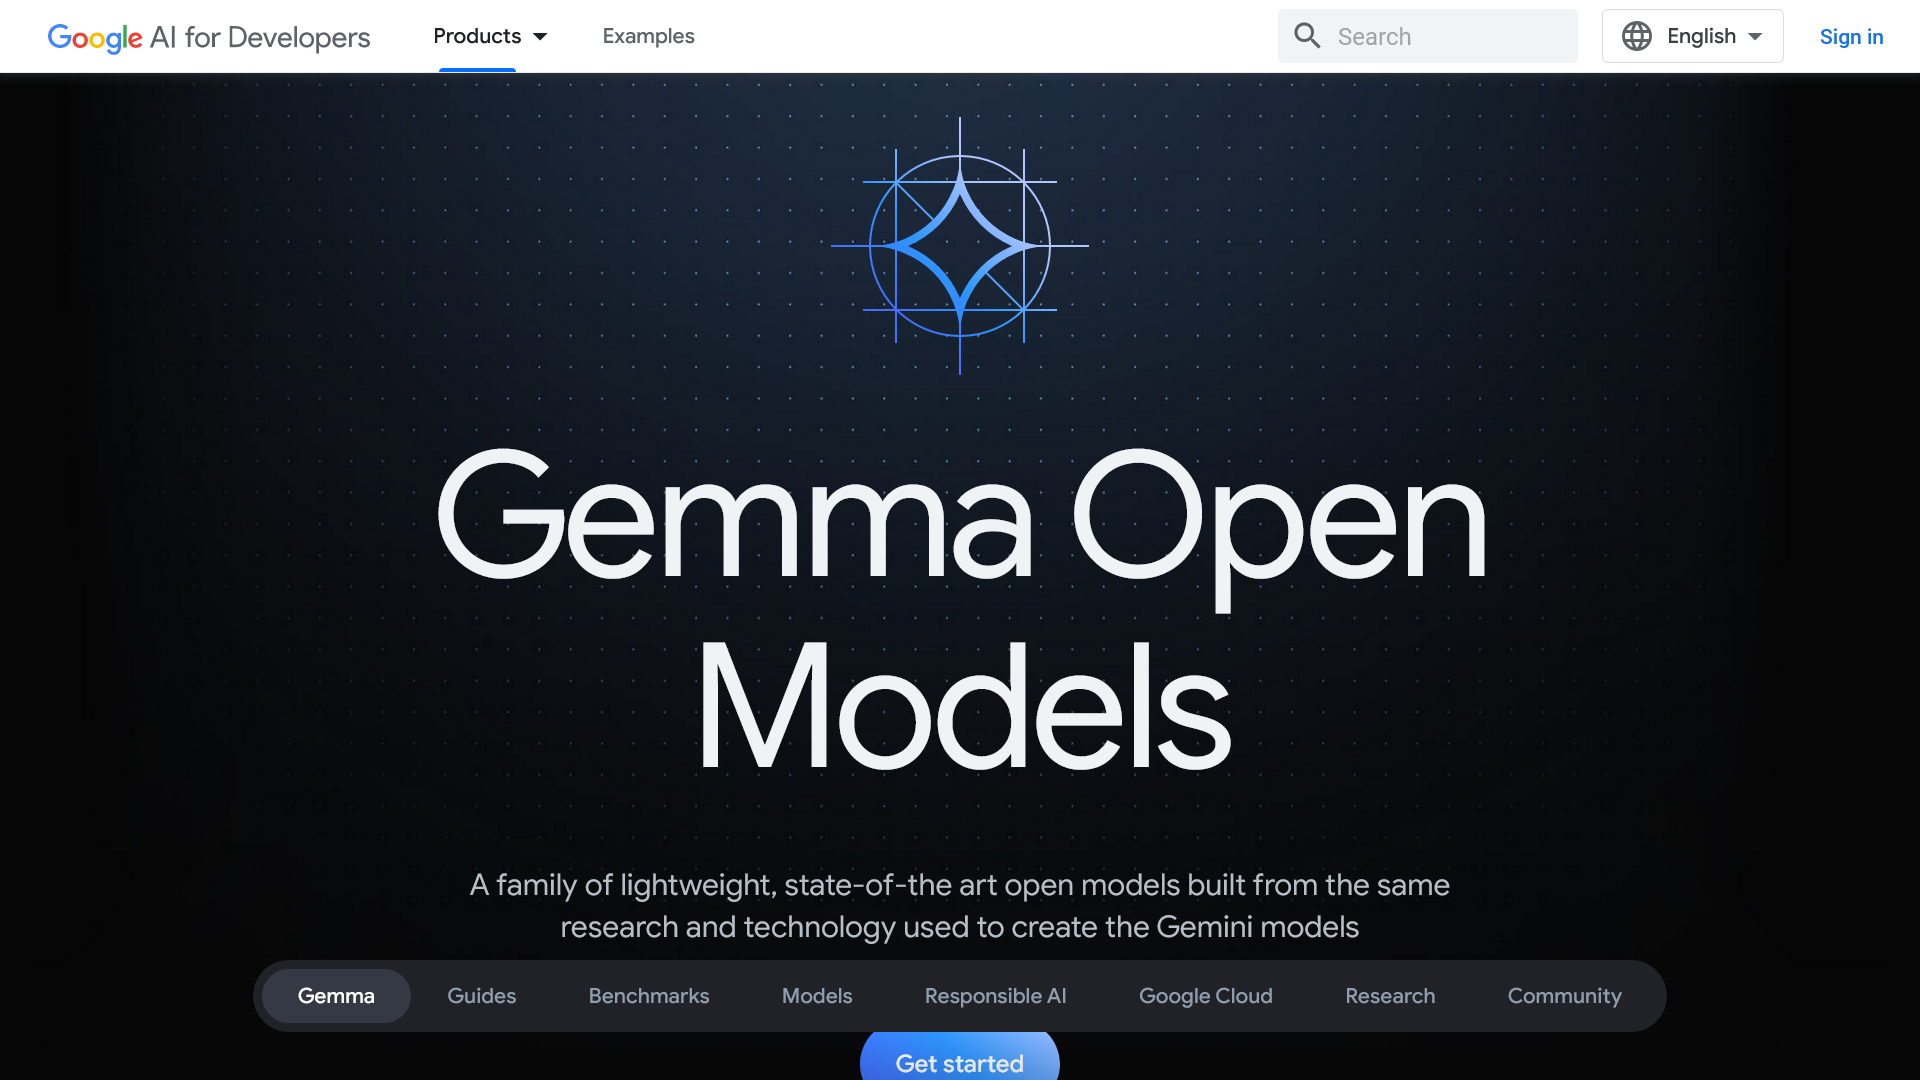 Google AI for Developers
Products
Examples
Search
English
Sign in
Gemma Open
Models
A family of lightweight, state-of-the art open models built from the same
research and technology used to create the Gemini models
Gemma
Guides
Benchmarks
Models
Responsible AI
Google Cloud
Research
Community
Get started